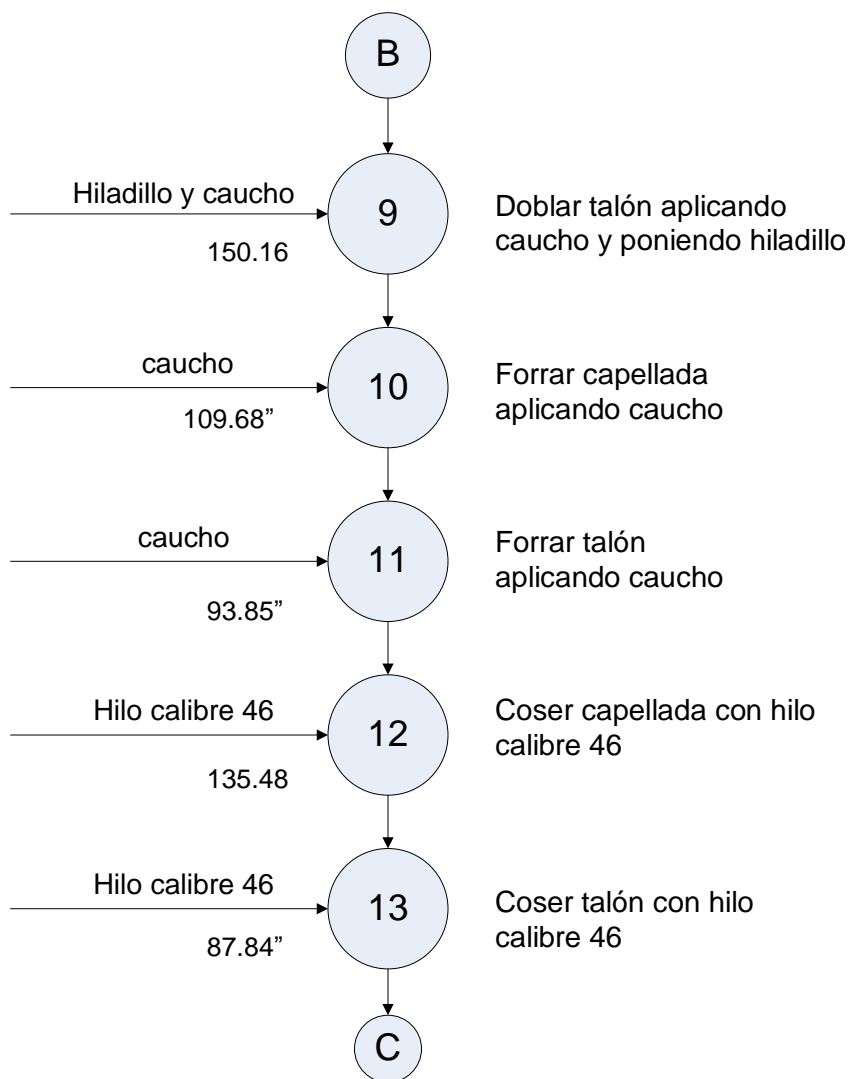 B
Hiladillo y caucho
150.16
9
Doblar talón aplicando
caucho y poniendo hiladillo
caucho
109.68”
10
Forrar capellada
aplicando caucho
caucho
93.85”
11
Forrar talón
aplicando caucho
Hilo calibre 46
135.48
12
Coser capellada con hilo
calibre 46
Hilo calibre 46
87.84”
13
Coser talón con hilo
calibre 46
C